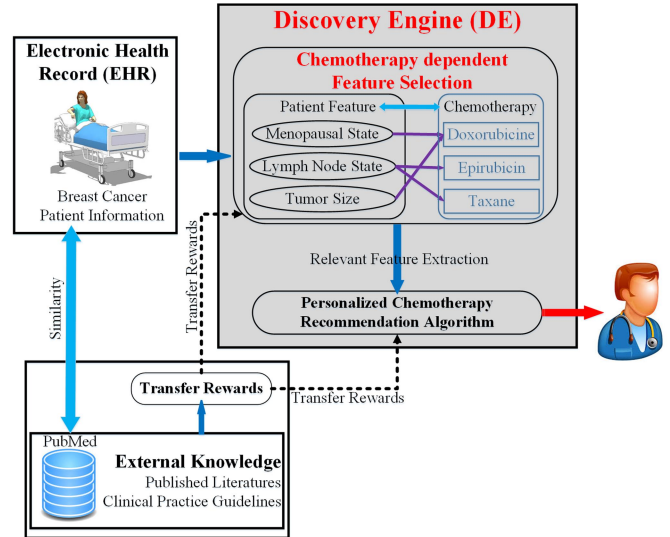 Discovery Engine (DE)
Electronic Health
Record (EHR)
Breast Cancer
Patient Information
Chemotherapy dependent
Feature Selection
Patient Feature
Chemotherapy
Menopausal State
Doxorubicine
Lymph Node State
Epirubicin
Tumor Size
Taxane
Relevant Feature Extraction
Personalized Chemotherapy
Recommendation Algorithm
Transfer Rewards
Similarity
Transfer Rewards
Transfer Rewards
PubMed
External Knowledge
Published Literatures
Clinical Practice Guidelines